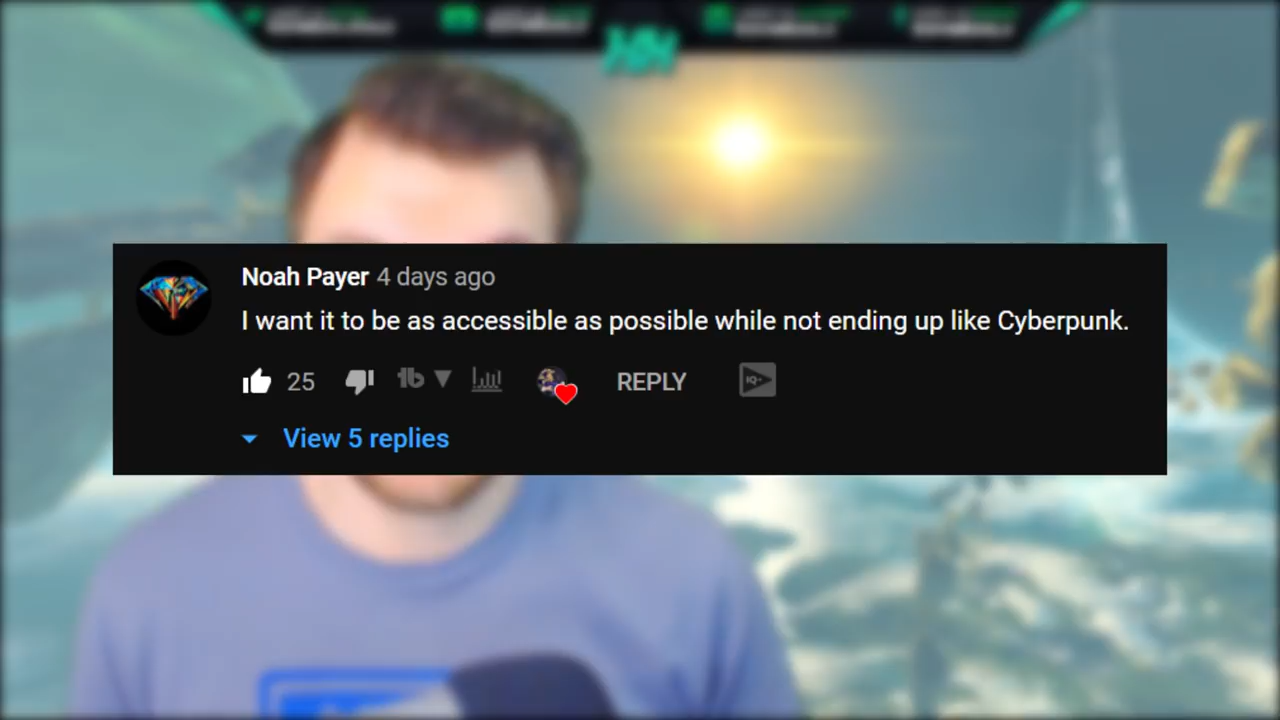 Noah Payer 4 days ago
I want it to be as accessible as possible while not ending up like Cyberpunk.
25 REPLY IQ+
View 5 replies